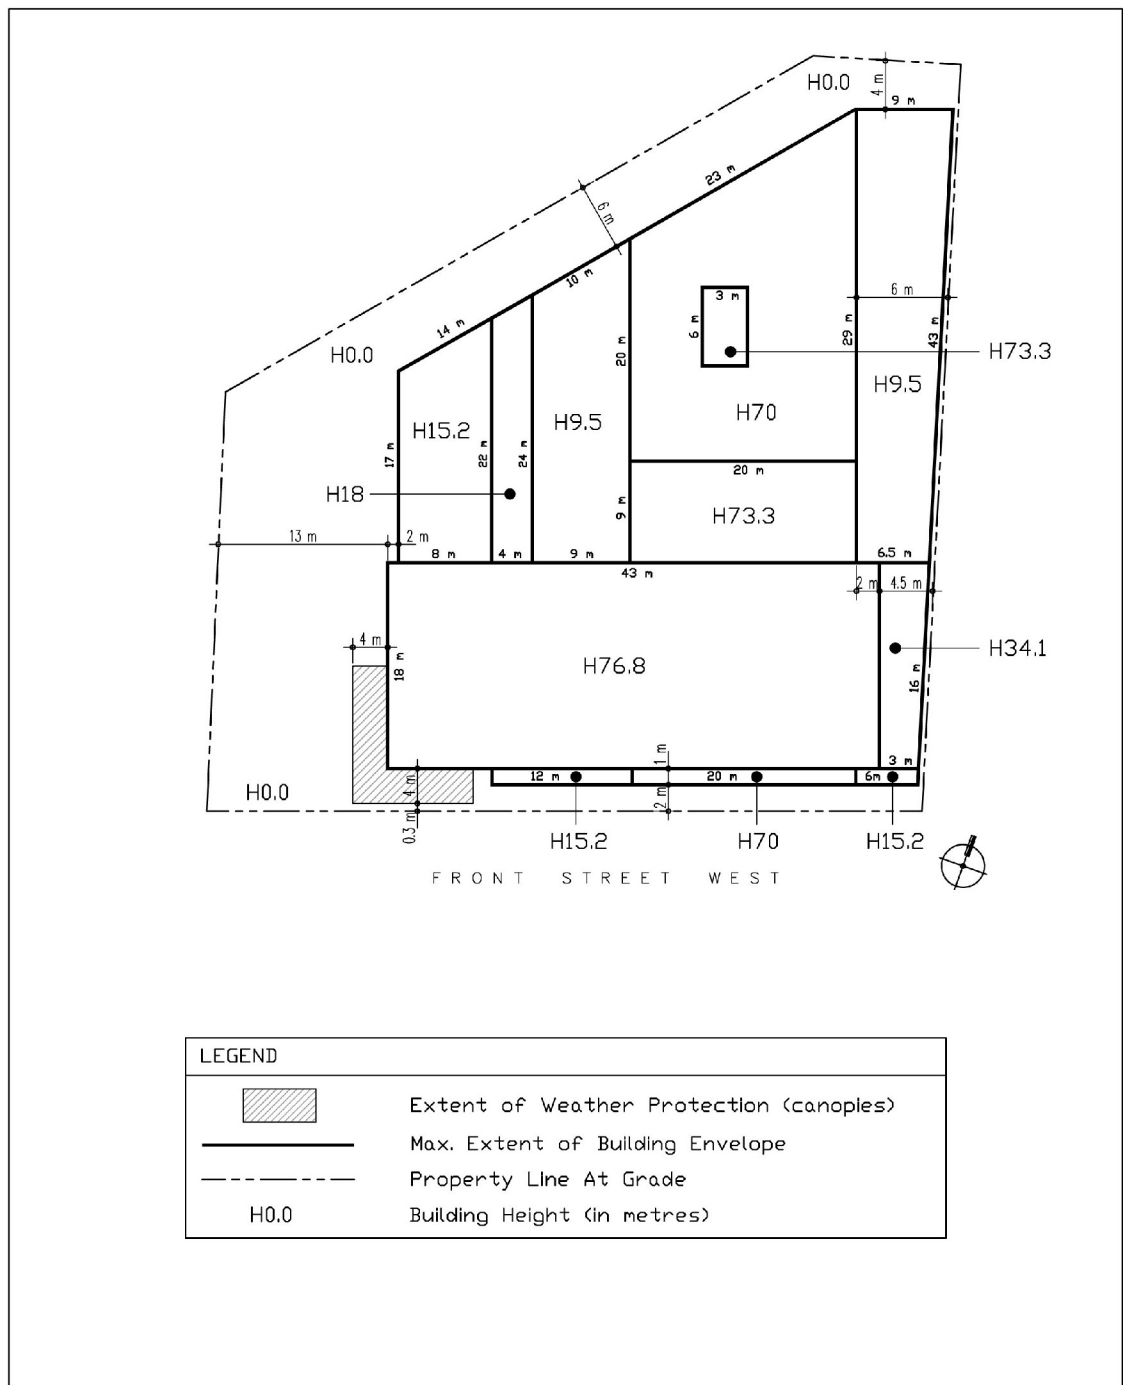 H0.0
4 m
9 m
23 m
6 m
10 m
3 m
6 m
14 m
H0.0
6 m
29 m
43 m
20 m
H73.3
H9.5
H15.2
H9.5
H70
17 m
22 m
24 m
20 m
H18
9 m
H73.3
13 m
2 m
8 m
4 m
9 m
6.5 m
43 m
2 m
4.5 m
4 m
18 m
H76.8
H34.1
16 m
1 m
3 m
12 m
20 m
6m
H0.0
4 m
2 m
0.3 m
H15.2
H70
H15.2
FRONT STREET WEST
LEGEND
Extent of Weather Protection (canopies)
Max. Extent of Building Envelope
Property Line At Grade
H0.0 Building Height (in metres)